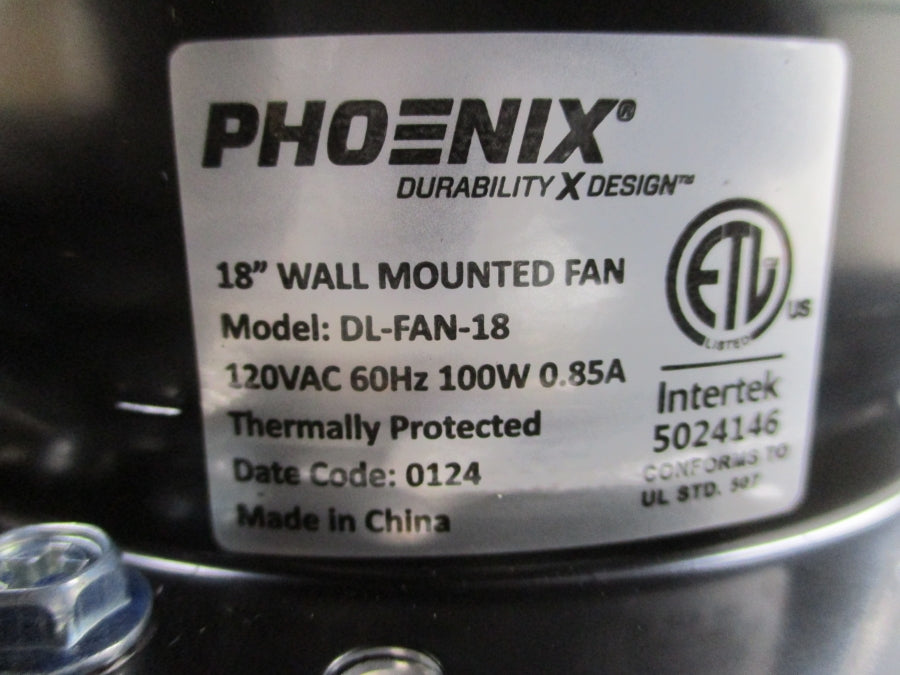 PHOENIX®
DURABILITY X DESIGN™
18” WALL MOUNTED FAN
Model: DL-FAN-18
120VAC 60Hz 100W 0.85A
Thermally Protected
Date Code: 0124
Made in China
ETL
US
LISTED
Intertek
5024146
CONFORMS TO
UL STD. 507